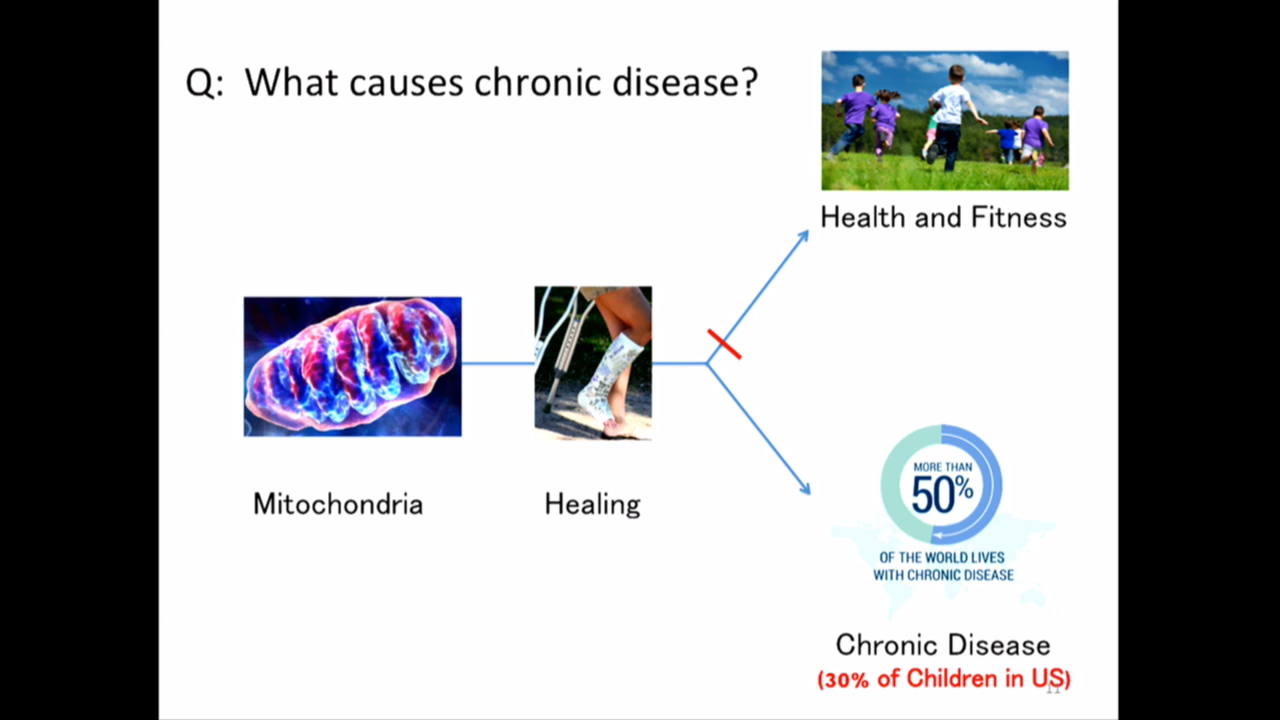 Q: What causes chronic disease?
Health and Fitness
Mitochondria
Healing
MORE THAN
50%
OF THE WORLD LIVES
WITH CHRONIC DISEASE
Chronic Disease
(30% of Children in US)
11